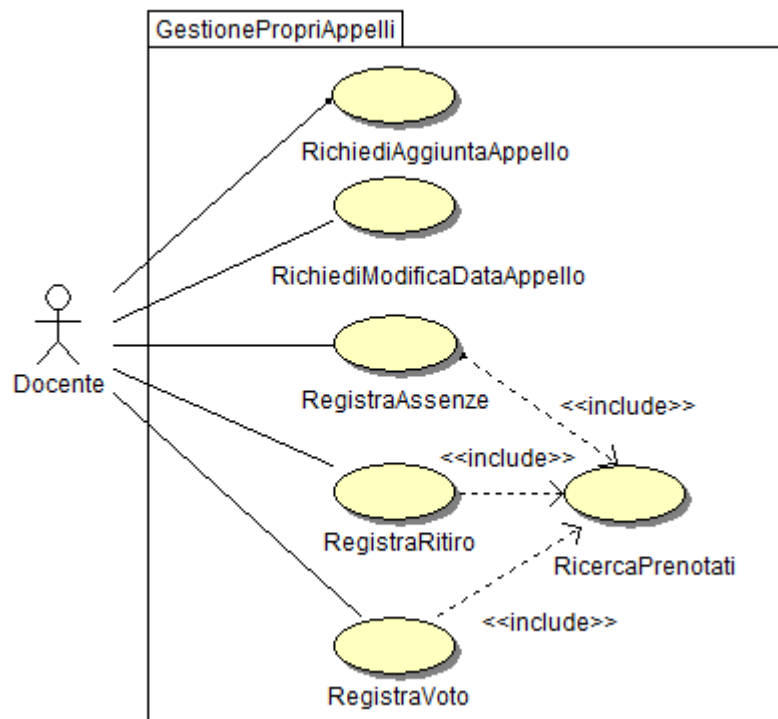 GestionePropriAppelli
RichiediAggiuntaAppello
RichiediModificaDataAppello
Docente
RegistraAssenze
<<include>>
<<include>>
RegistraRitiro
RicercaPrenotati
<<include>>
RegistraVoto